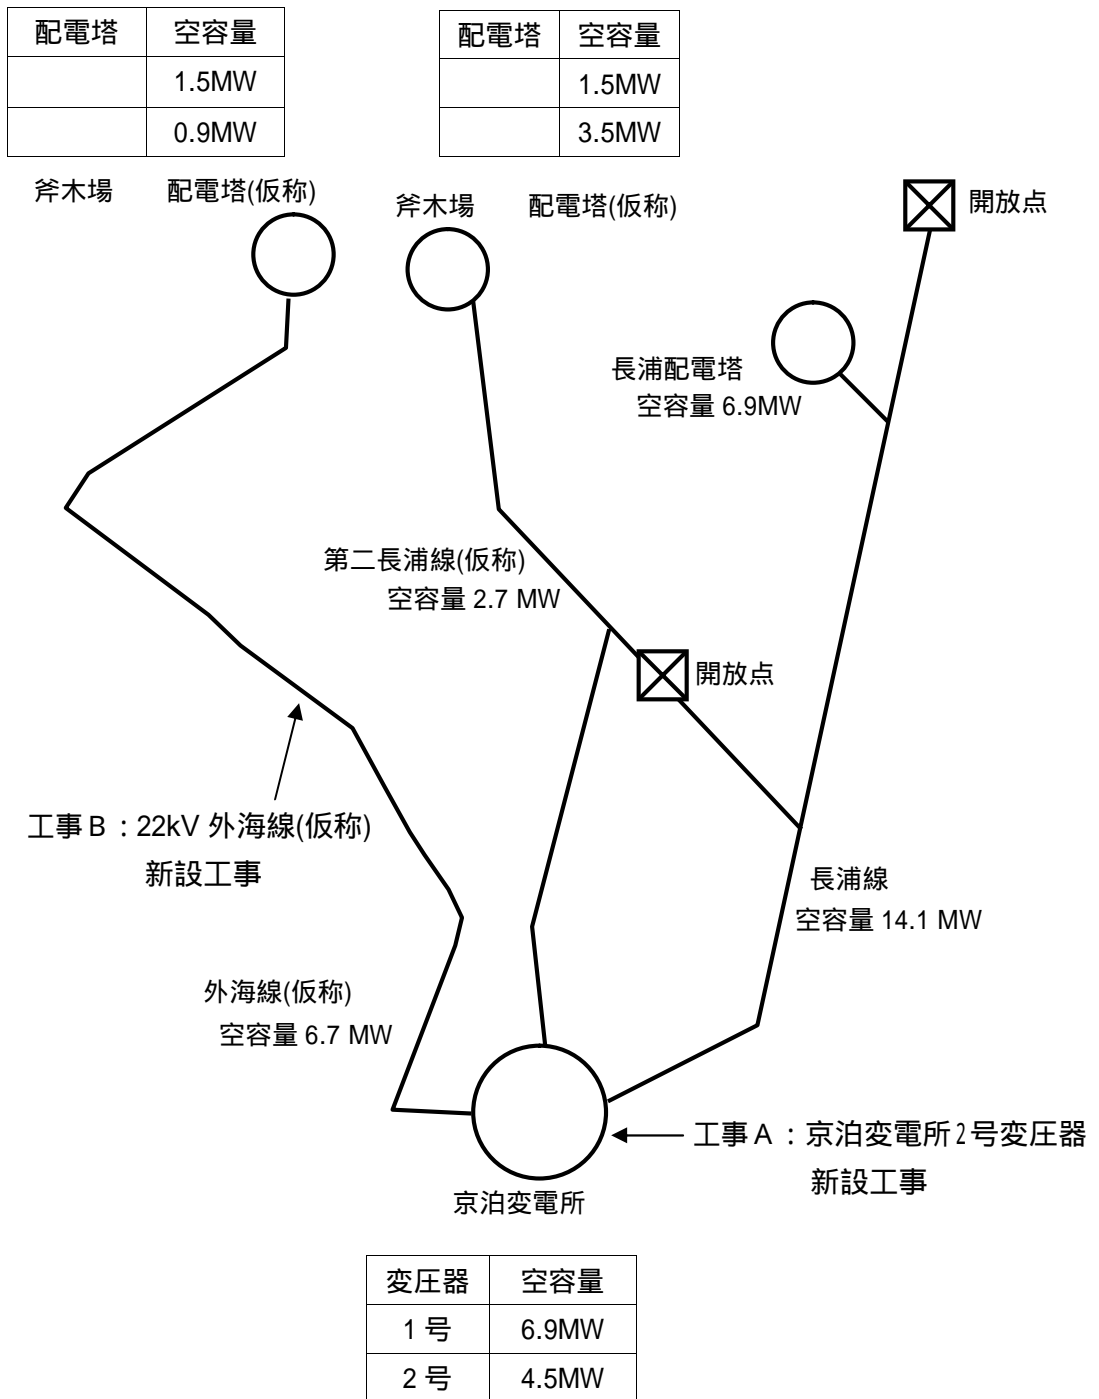 配電塔 空容量
1.5MW
0.9MW
配電塔 空容量
1.5MW
3.5MW
斧木場 配電塔(仮称)
斧木場 配電塔(仮称)
開放点
長浦配電塔
空容量 6.9MW
第二長浦線(仮称)
空容量 2.7 MW
開放点
工事B:22kV 外海線(仮称)
新設工事
長浦線
空容量 14.1 MW
外海線(仮称)
空容量 6.7 MW
工事A:京泊変電所2号変圧器
新設工事
京泊変電所
変圧器 空容量
1号 6.9MW
2号 4.5MW